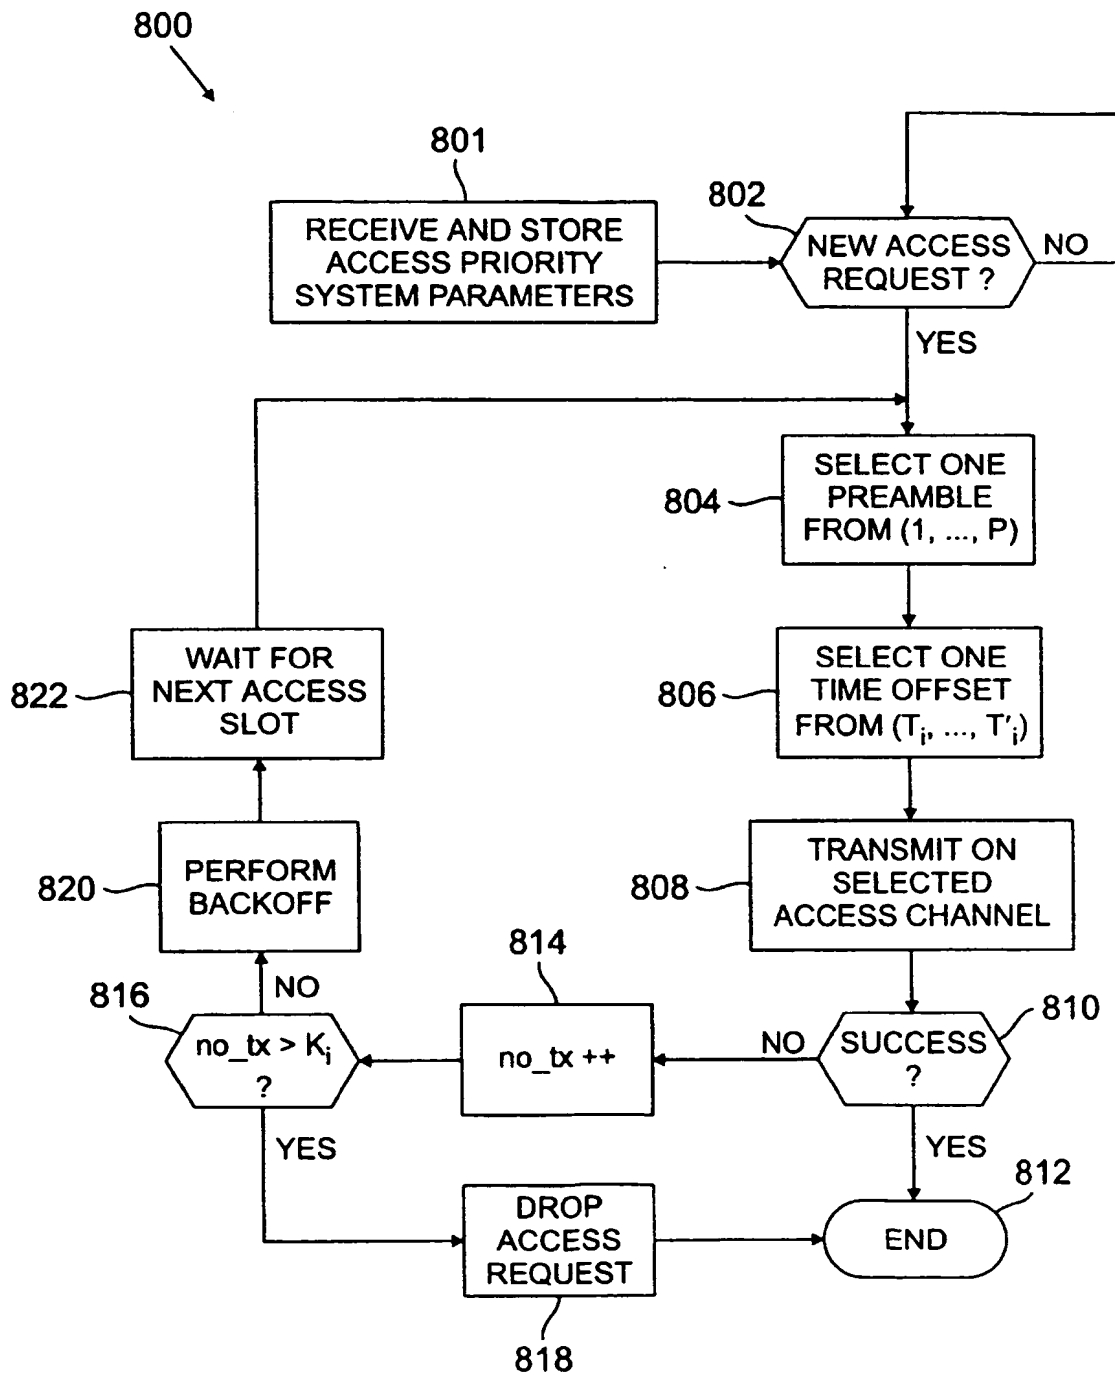 800
801
RECEIVE AND STORE
ACCESS PRIORITY
SYSTEM PARAMETERS
802
NEW ACCESS
REQUEST ?
NO
YES
804
SELECT ONE
PREAMBLE
FROM (1, ..., P)
806
SELECT ONE
TIME OFFSET
FROM (Ti, ..., T'i)
808
TRANSMIT ON
SELECTED
ACCESS CHANNEL
810
SUCCESS
?
NO
YES
812
END
814
no_tx ++
816
no_tx > Ki
?
NO
YES
818
DROP
ACCESS
REQUEST
820
PERFORM
BACKOFF
822
WAIT FOR
NEXT ACCESS
SLOT